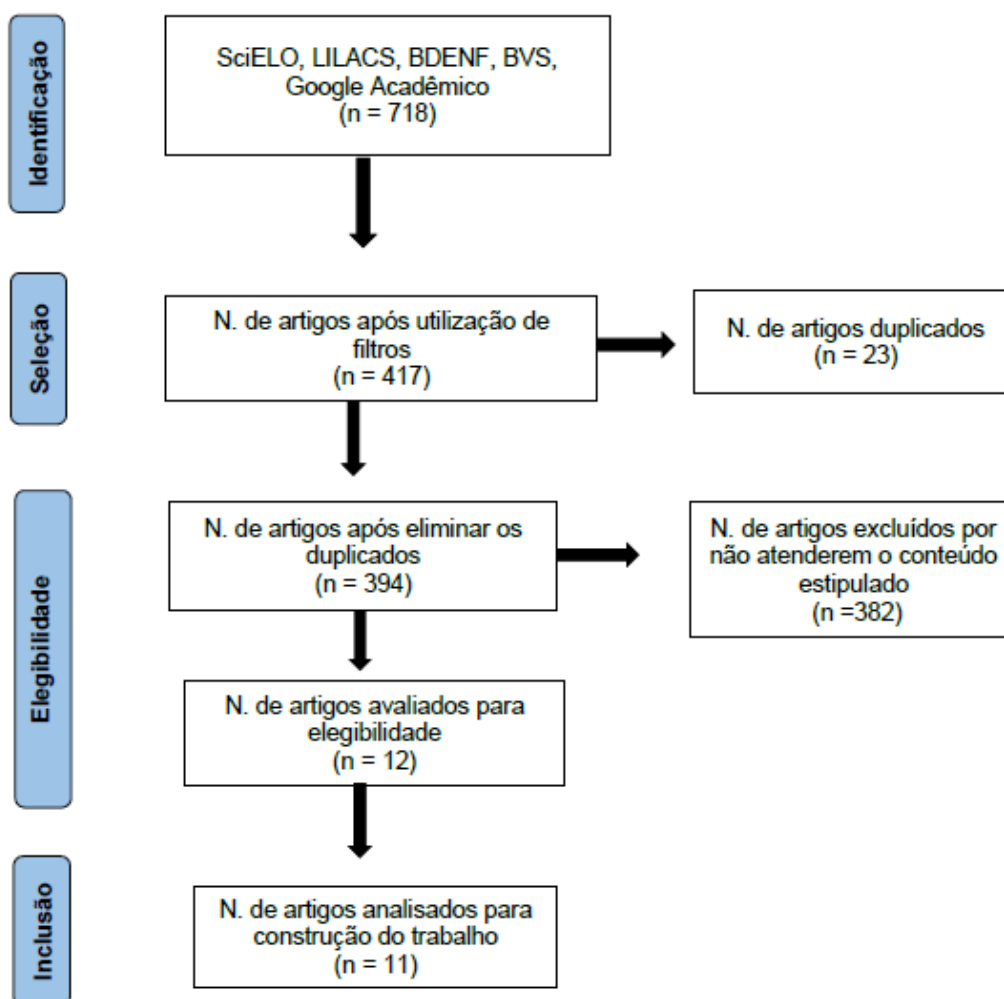 Identificação
SciELO, LILACS, BDENF, BVS,
Google Acadêmico
(n = 718)
Seleção
N. de artigos após utilização de
filtros
(n = 417)
N. de artigos duplicados
(n = 23)
Elegibilidade
N. de artigos após eliminar os
duplicados
(n = 394)
N. de artigos excluídos por
não atenderem o conteúdo
estipulado
(n =382)
N. de artigos avaliados para
elegibilidade
(n = 12)
Inclusão
N. de artigos analisados para
construção do trabalho
(n = 11)